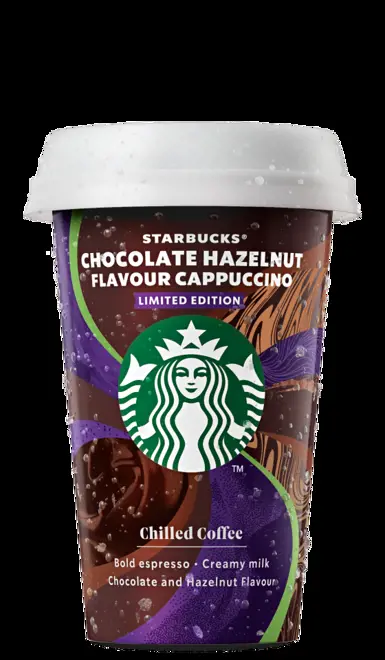 STARBUCKS®
CHOCOLATE HAZELNUT
FLAVOUR CAPPUCCINO
LIMITED EDITION
TM
Chilled Coffee
Bold espresso • Creamy milk
Chocolate and Hazelnut Flavour